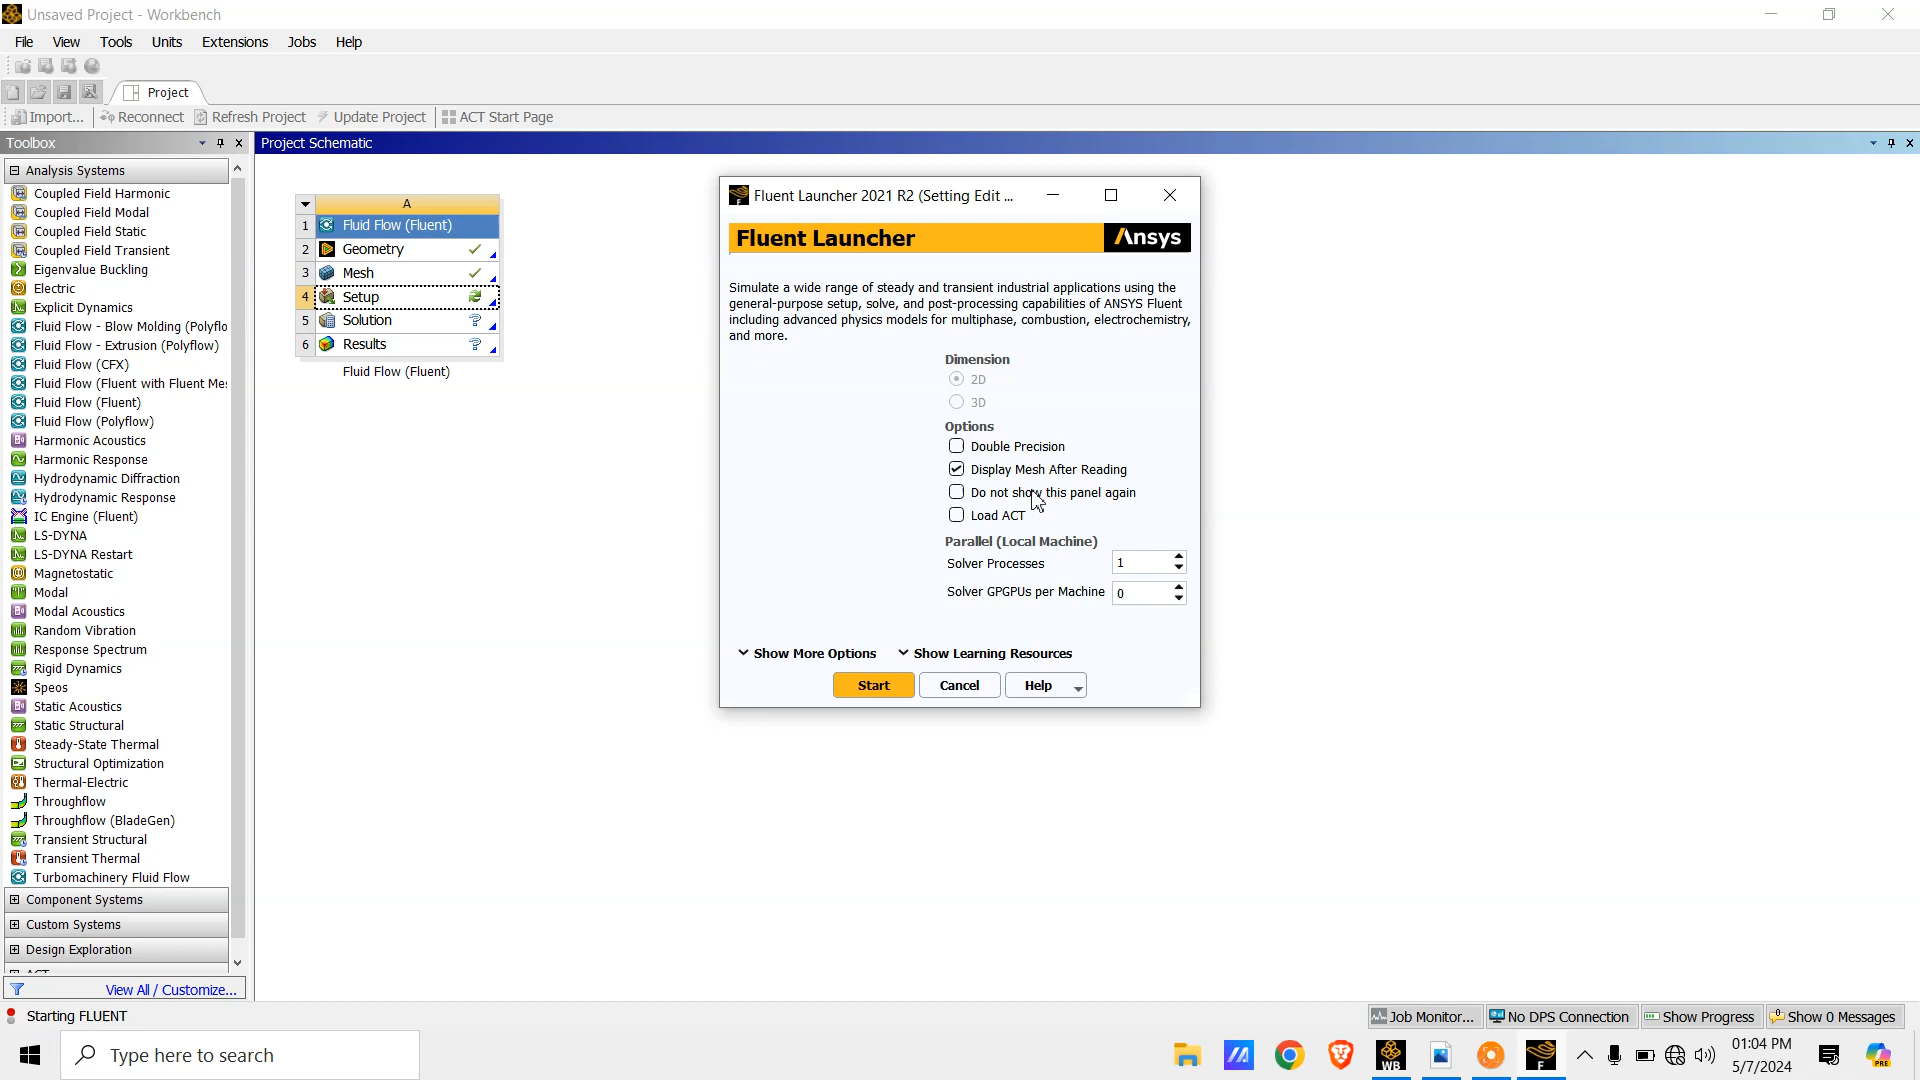 Unsaved Project - Workbench
File View Tools Units Extensions Jobs Help
Project
Import... Reconnect Refresh Project Update Project ACT Start Page
Toolbox
Project Schematic
Analysis Systems
Coupled Field Harmonic
Coupled Field Modal
Coupled Field Static
Coupled Field Transient
Eigenvalue Buckling
Electric
Explicit Dynamics
Fluid Flow - Blow Molding (Polyflo
Fluid Flow - Extrusion (Polyflow)
Fluid Flow (CFX)
Fluid Flow (Fluent with Fluent Me
Fluid Flow (Fluent)
Fluid Flow (Polyflow)
Harmonic Acoustics
Harmonic Response
Hydrodynamic Diffraction
Hydrodynamic Response
IC Engine (Fluent)
LS-DYNA
LS-DYNA Restart
Magnetostatic
Modal
Modal Acoustics
Random Vibration
Response Spectrum
Rigid Dynamics
Speos
Static Acoustics
Static Structural
Steady-State Thermal
Structural Optimization
Thermal-Electric
Throughflow
Throughflow (BladeGen)
Transient Structural
Transient Thermal
Turbomachinery Fluid Flow
Component Systems
Custom Systems
Design Exploration
View All / Customize...
A
1 Fluid Flow (Fluent)
2 Geometry
3 Mesh
4 Setup
5 Solution ?
6 Results ?
Fluid Flow (Fluent)
Fluent Launcher 2021 R2 (Setting Edit ...
Fluent Launcher Ansys
Simulate a wide range of steady and transient industrial applications using the
general-purpose setup, solve, and post-processing capabilities of ANSYS Fluent
including advanced physics models for multiphase, combustion, electrochemistry,
and more.
Dimension
2D
3D
Options
Double Precision
Display Mesh After Reading
Do not show this panel again
Load ACT
Parallel (Local Machine)
Solver Processes 1
Solver GPGPUs per Machine 0
Show More Options Show Learning Resources
Start Cancel Help
Starting FLUENT
Job Monitor... No DPS Connection Show Progress Show 0 Messages
Type here to search
WB
F
01:04 PM
5/7/2024
PRE